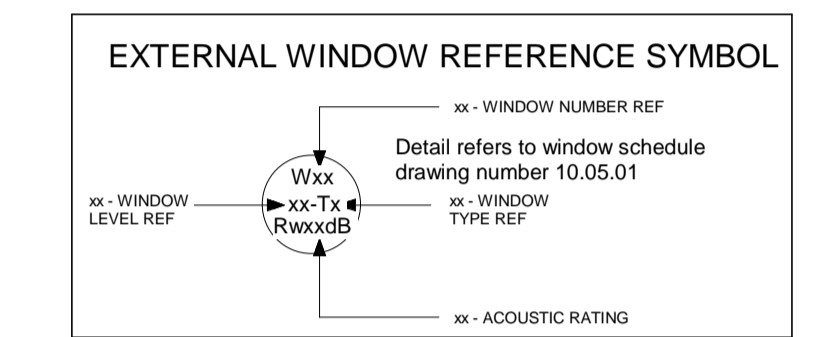 EXTERNAL WINDOW REFERENCE SYMBOL
xx - WINDOW NUMBER REF
Detail refers to window schedule
drawing number 10.05.01
Wxx
xx-Tx
RwxxdB
xx - WINDOW
LEVEL REF
xx - WINDOW
TYPE REF
xx - ACOUSTIC RATING